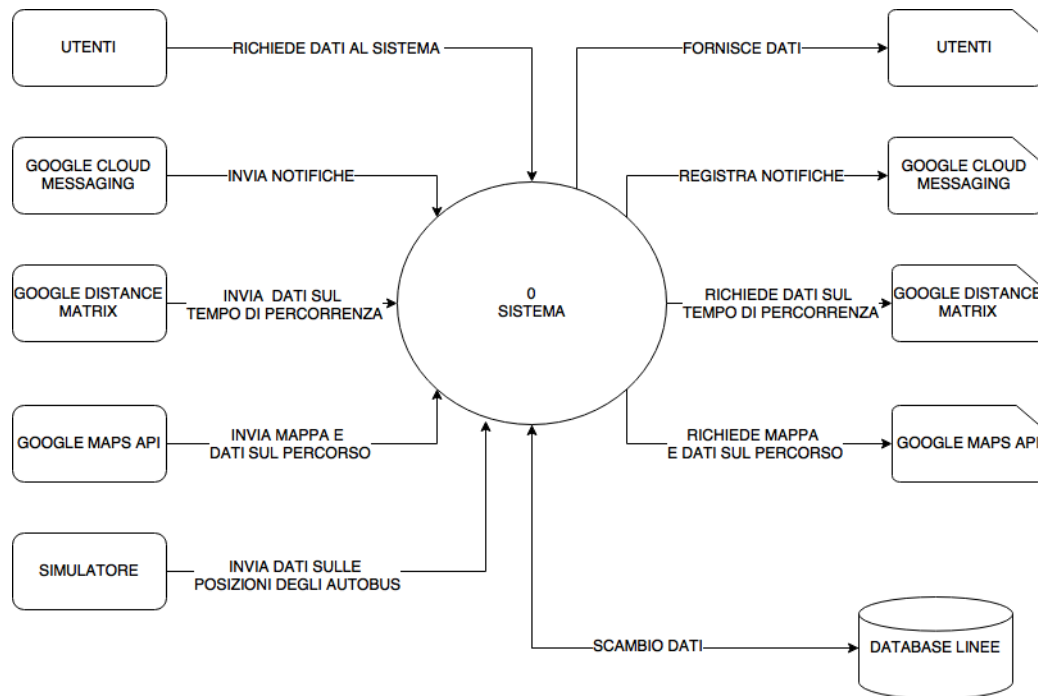 UTENTI
RICHIEDE DATI AL SISTEMA
FORNISCE DATI
UTENTI
GOOGLE CLOUD
MESSAGING
INVIA NOTIFICHE
REGISTRA NOTIFICHE
GOOGLE CLOUD
MESSAGING
GOOGLE DISTANCE
MATRIX
INVIA DATI SUL
TEMPO DI PERCORRENZA
0
SISTEMA
RICHIEDE DATI SUL
TEMPO DI PERCORRENZA
GOOGLE DISTANCE
MATRIX
GOOGLE MAPS API
INVIA MAPPA E
DATI SUL PERCORSO
RICHIEDE MAPPA
E DATI SUL PERCORSO
GOOGLE MAPS API
SIMULATORE
INVIA DATI SULLE
POSIZIONI DEGLI AUTOBUS
SCAMBIO DATI
DATABASE LINEE